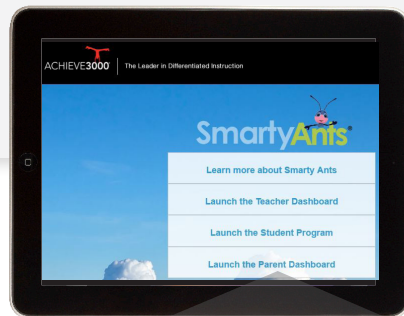 ACHIEVE3000®
The Leader in Differentiated Instruction
SmartyAnts®
Learn more about Smarty Ants
Launch the Teacher Dashboard
Launch the Student Program
Launch the Parent Dashboard